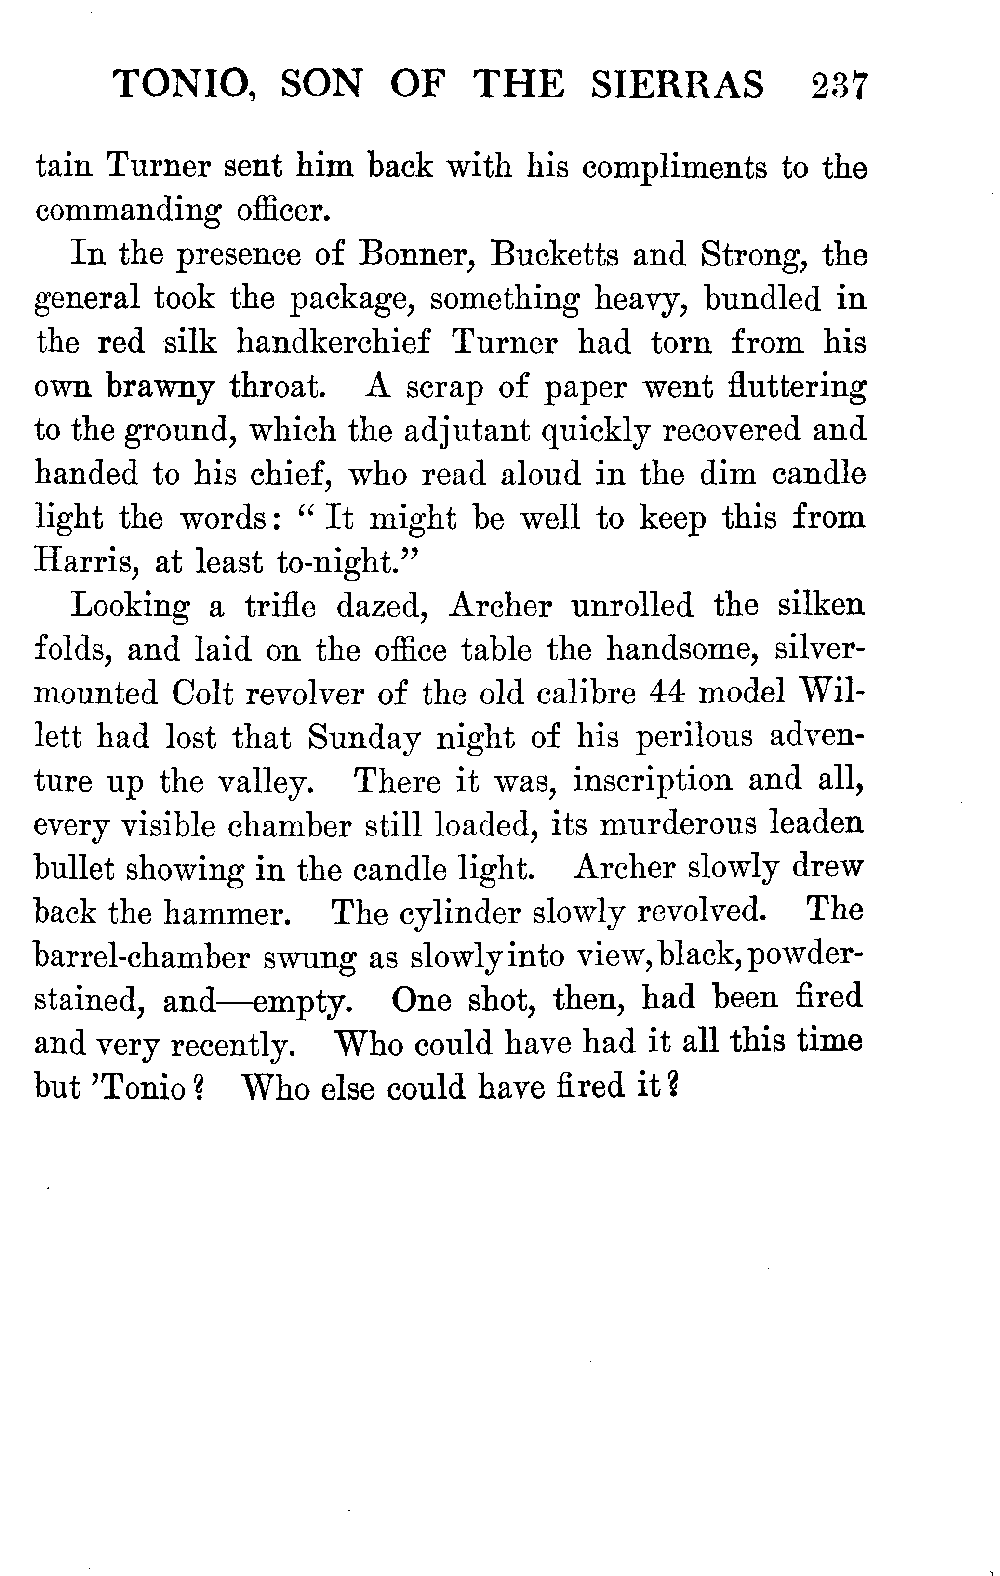 TONIO, SON OF THE SIERRAS 237
tain Turner sent him back with his compliments to the
commanding officer.
In the presence of Bonner, Bucketts and Strong, the
general took the package, something heavy, bundled in
the red silk handkerchief Turner had torn from his
own brawny throat. A scrap of paper went fluttering
to the ground, which the adjutant quickly recovered and
handed to his chief, who read aloud in the dim candle
light the words: “ It might be well to keep this from
Harris, at least to-night.”
Looking a trifle dazed, Archer unrolled the silken
folds, and laid on the office table the handsome, silver-
mounted Colt revolver of the old calibre 44 model Wil-
lett had lost that Sunday night of his perilous adven-
ture up the valley. There it was, inscription and all,
every visible chamber still loaded, its murderous leaden
bullet showing in the candle light. Archer slowly drew
back the hammer. The cylinder slowly revolved. The
barrel-chamber swung as slowly into view, black, powder-
stained, and—empty. One shot, then, had been fired
and very recently. Who could have had it all this time
but ’Tonio? Who else could have fired it?